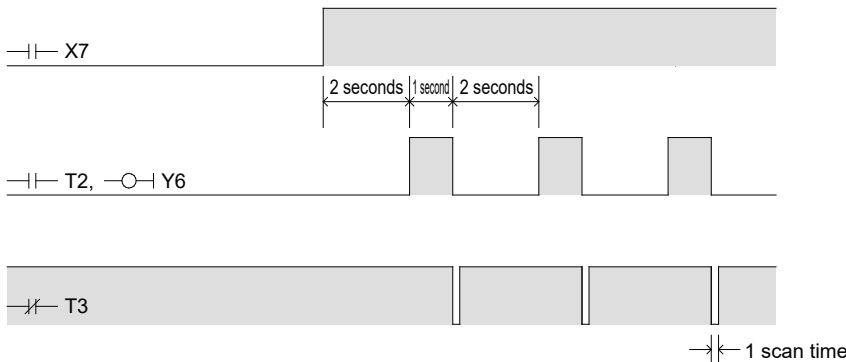 X7
2 seconds 1 second 2 seconds
T2, Y6
T3
1 scan time